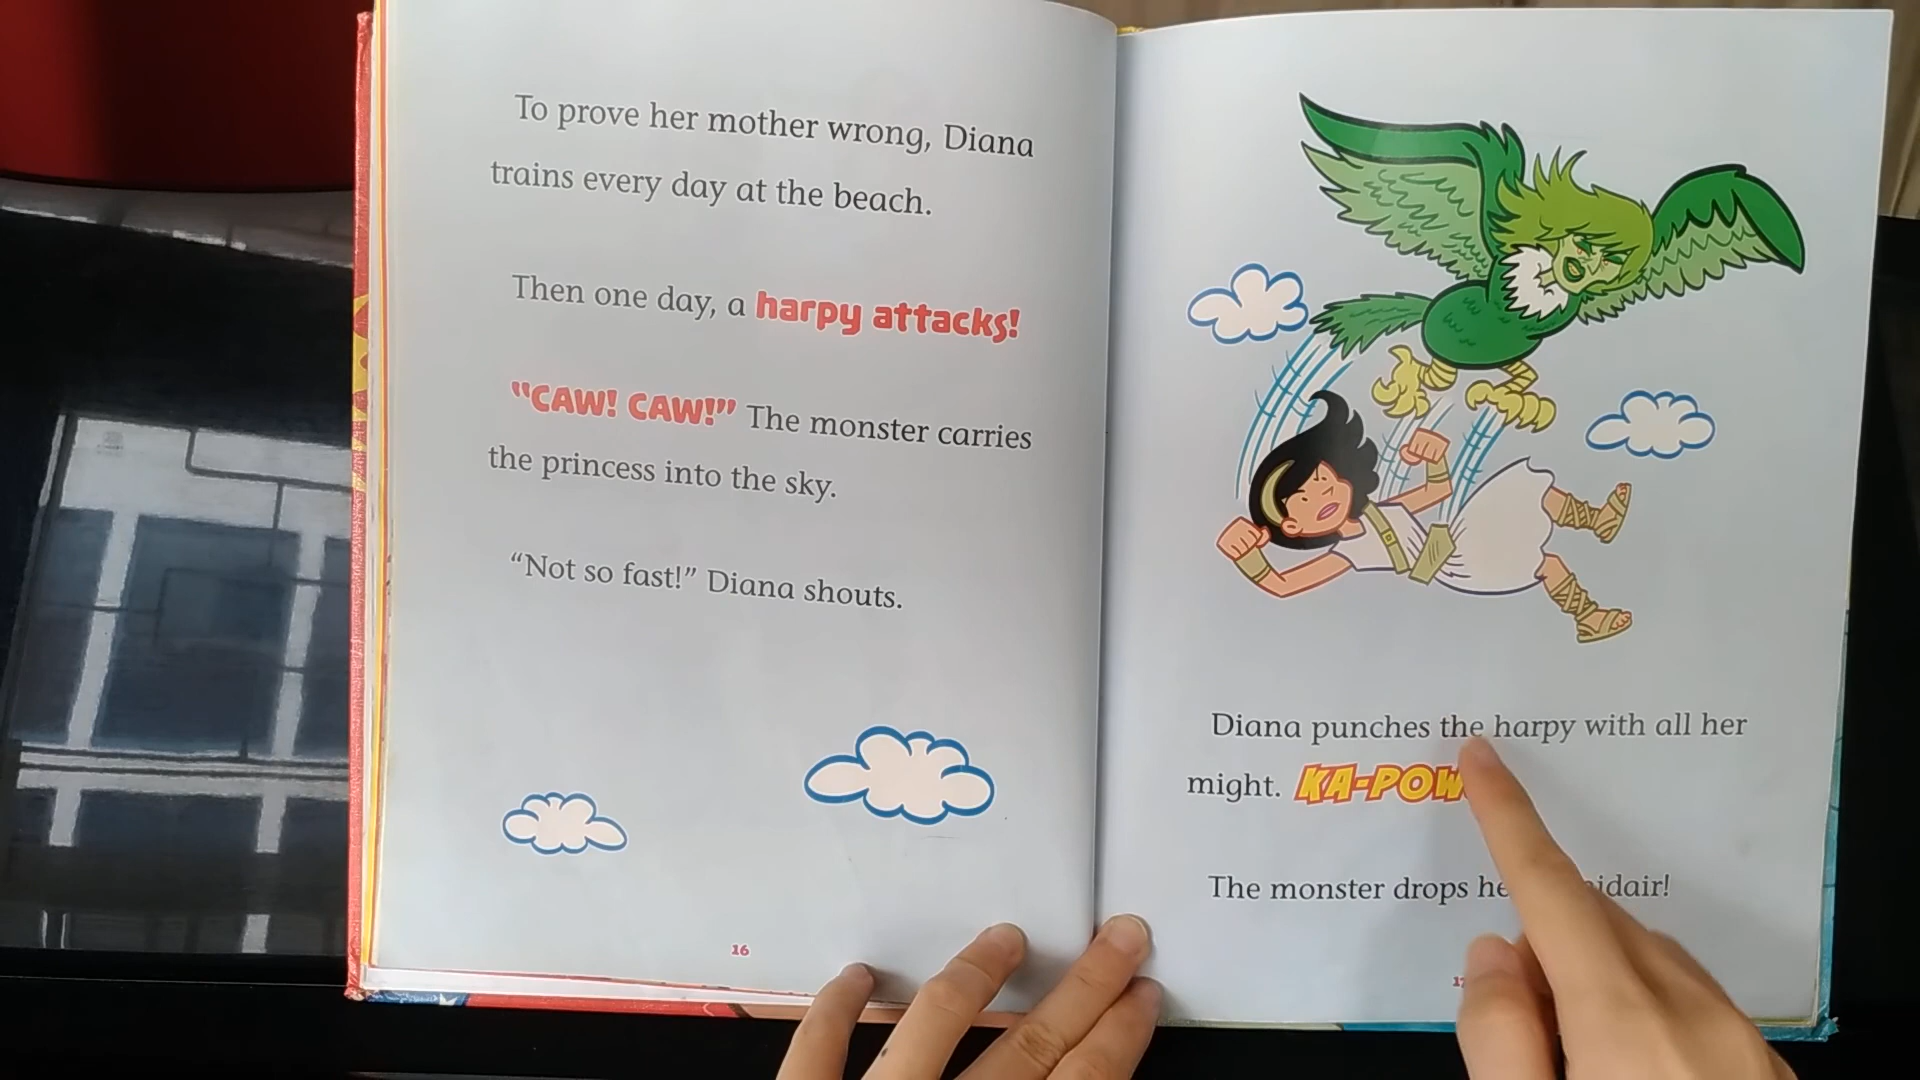 To prove her mother wrong, Diana
trains every day at the beach.
Then one day, a harpy attacks!
“CAW! CAW!” The monster carries
the princess into the sky.
“Not so fast!” Diana shouts.
16
Diana punches the harpy with all her
might. KA-POW
The monster drops